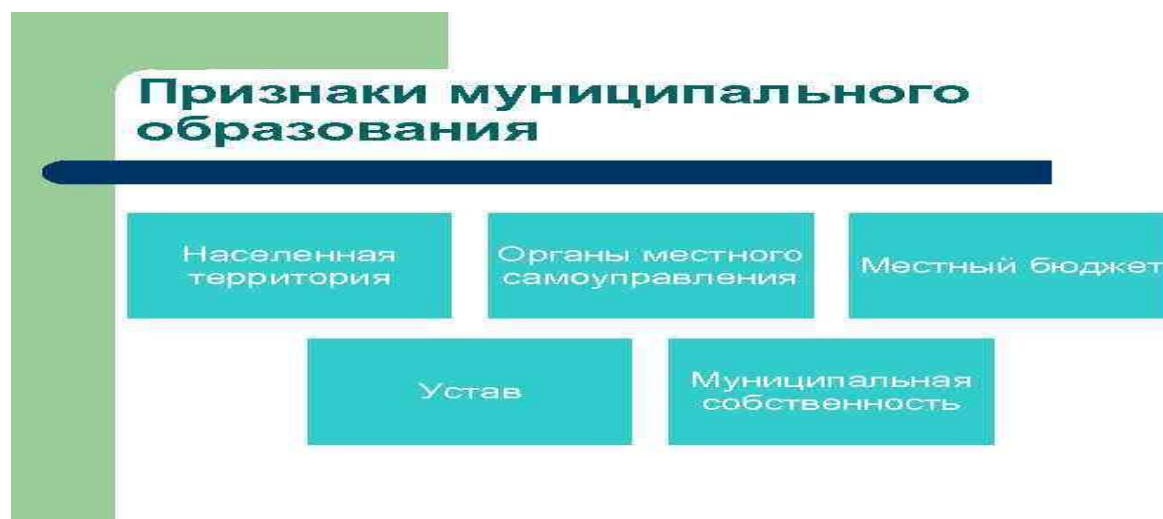 Признаки муниципального
образования
Населенная
территория
Органы местного
самоуправления
Местный бюджет
Устав
Муниципальная
собственность